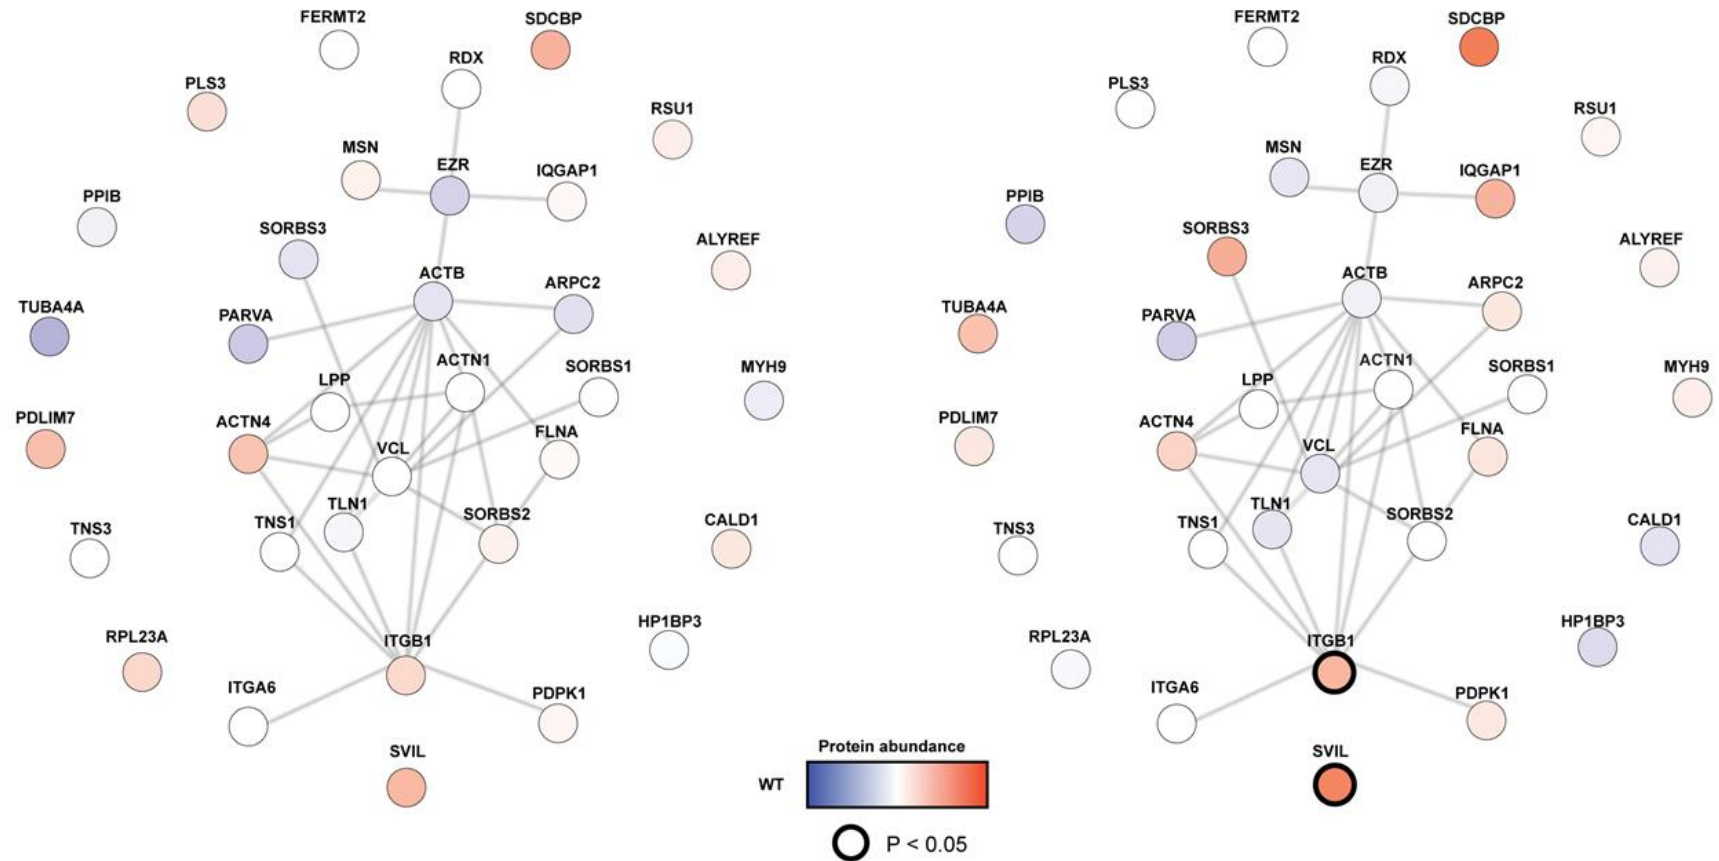 FERMT2
SDCBP
RDX
PLS3
RSU1
MSN
EZR
IQGAP1
PPIB
SORBS3
ALYREF
ACTB
ARPC2
TUBA4A
PARVA
ACTN1
SORBS1
MYH9
LPP
PDLIM7
ACTN4
FLNA
VCL
TLN1
SORBS2
TNS1
CALD1
TNS3
HP1BP3
RPL23A
ITGB1
ITGA6
PDPK1
SVIL
FERMT2
SDCBP
RDX
PLS3
RSU1
MSN
EZR
IQGAP1
PPIB
SORBS3
ALYREF
ACTB
ARPC2
TUBA4A
PARVA
ACTN1
SORBS1
MYH9
LPP
PDLIM7
ACTN4
FLNA
VCL
TLN1
SORBS2
TNS1
CALD1
TNS3
HP1BP3
RPL23A
ITGB1
ITGA6
PDPK1
SVIL
Protein abundance
WT
P < 0.05